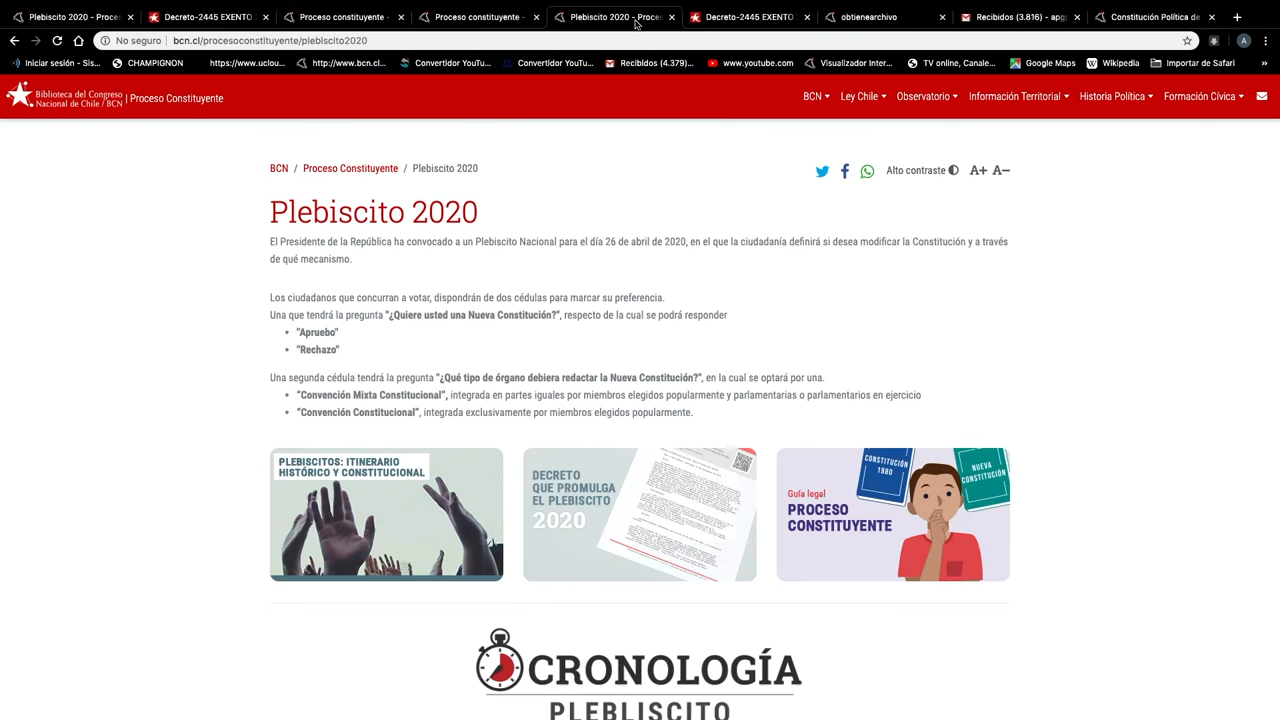 Plebiscito 2020 - Proces
Decreto-2445 EXENTO
Proceso constituyente -
Proceso constituyente -
Plebiscito 2020 - Proces
Decreto-2445 EXENTO
obtienearchivo
Recibidos (3.816) - apg
Constitución Política de
No seguro
bcn.cl/procesoconstituyente/plebiscito2020
A
Iniciar sesión - Sis...
CHAMPIGNON
https://www.uclou...
http://www.bcn.cl...
Convertidor YouTu...
Convertidor YouTu...
Recibidos (4.379)...
www.youtube.com
Visualizador Inter...
TV online, Canale...
Google Maps
Wikipedia
Importar de Safari
»
Biblioteca del Congreso
Nacional de Chile / BCN
| Proceso Constituyente
BCN
Ley Chile
Observatorio
Información Territorial
Historia Política
Formación Cívica
BCN / Proceso Constituyente / Plebiscito 2020
Alto contraste
A+ A−
Plebiscito 2020
El Presidente de la República ha convocado a un Plebiscito Nacional para el día 26 de abril de 2020, en el que la ciudadanía definirá si desea modificar la Constitución y a través
de qué mecanismo.
Los ciudadanos que concurran a votar, dispondrán de dos cédulas para marcar su preferencia.
Una que tendrá la pregunta "¿Quiere usted una Nueva Constitución?", respecto de la cual se podrá responder
• "Apruebo"
• "Rechazo"
Una segunda cédula tendrá la pregunta "¿Qué tipo de órgano debiera redactar la Nueva Constitución?", en la cual se optará por una.
• "Convención Mixta Constitucional", integrada en partes iguales por miembros elegidos popularmente y parlamentarias o parlamentarios en ejercicio
• "Convención Constitucional", integrada exclusivamente por miembros elegidos popularmente.
PLEBISCITOS: ITINERARIO
HISTÓRICO Y CONSTITUCIONAL
DECRETO
QUE PROMULGA
EL PLEBISCITO
2020
Guía legal
PROCESO
CONSTITUYENTE
CONSTITUCIÓN
1980
NUEVA
CONSTITUCIÓN
CRONOLOGÍA
PLEBLISCITO